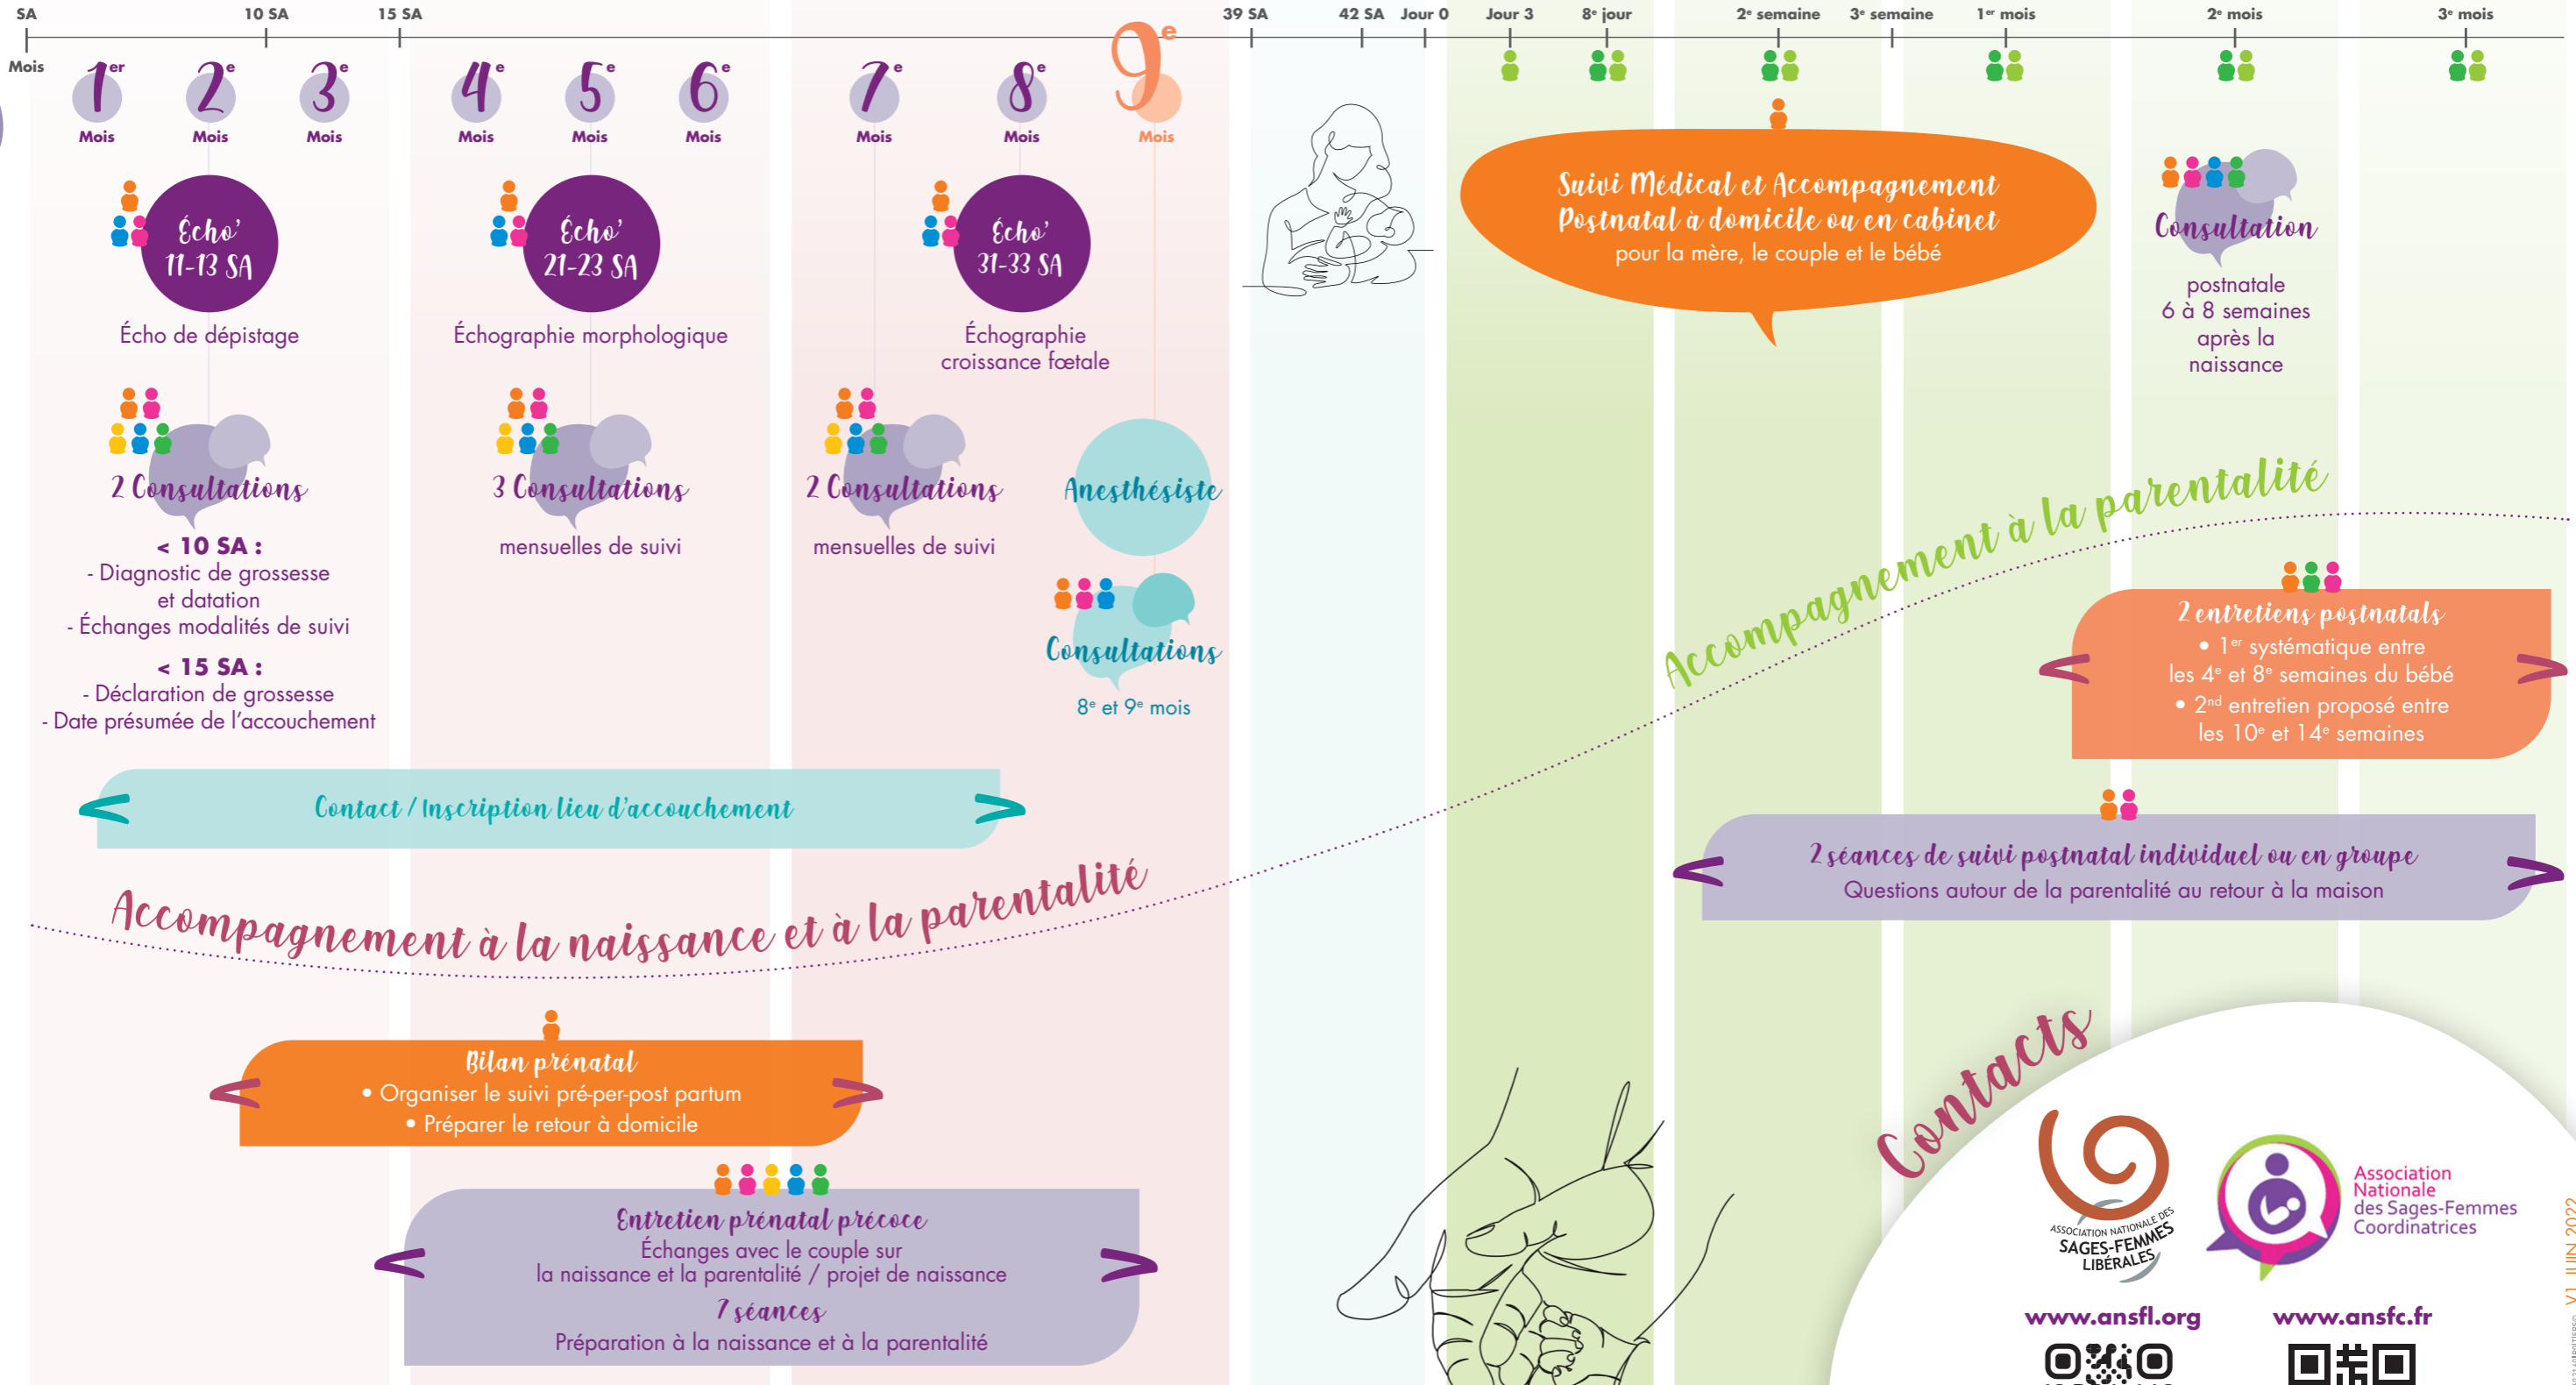 SA 10 SA 15 SA 39 SA 42 SA Jour 0 Jour 3 8e jour 2e semaine 3e semaine 1er mois 2e mois 3e mois
Mois
1er Mois
2e Mois
3e Mois
4e Mois
5e Mois
6e Mois
7e Mois
8e Mois
9e Mois
Écho'
11-13 SA
Écho de dépistage
Écho'
21-23 SA
Échographie morphologique
Écho'
31-33 SA
Échographie
croissance fœtale
2 Consultations
< 10 SA :
- Diagnostic de grossesse
et datation
- Échanges modalités de suivi
< 15 SA :
- Déclaration de grossesse
- Date présumée de l'accouchement
3 Consultations
mensuelles de suivi
2 Consultations
mensuelles de suivi
Anesthésiste
Consultations
8e et 9e mois
Contact / Inscription lieu d'accouchement
Accompagnement à la naissance et à la parentalité
Bilan prénatal
• Organiser le suivi pré-per-post partum
• Préparer le retour à domicile
Entretien prénatal précoce
Échanges avec le couple sur
la naissance et la parentalité / projet de naissance
7 séances
Préparation à la naissance et à la parentalité
Suivi Médical et Accompagnement
Postnatal à domicile ou en cabinet
pour la mère, le couple et le bébé
Consultation
postnatale
6 à 8 semaines
après la
naissance
Accompagnement à la parentalité
2 entretiens postnatals
• 1er systématique entre
les 4e et 8e semaines du bébé
• 2nd entretien proposé entre
les 10e et 14e semaines
2 séances de suivi postnatal individuel ou en groupe
Questions autour de la parentalité au retour à la maison
Contacts
ASSOCIATION NATIONALE DES
SAGES-FEMMES
LIBÉRALES
www.ansfl.org
Association
Nationale
des Sages-Femmes
Coordinatrices
www.ansfc.fr
V1 JUIN 2022